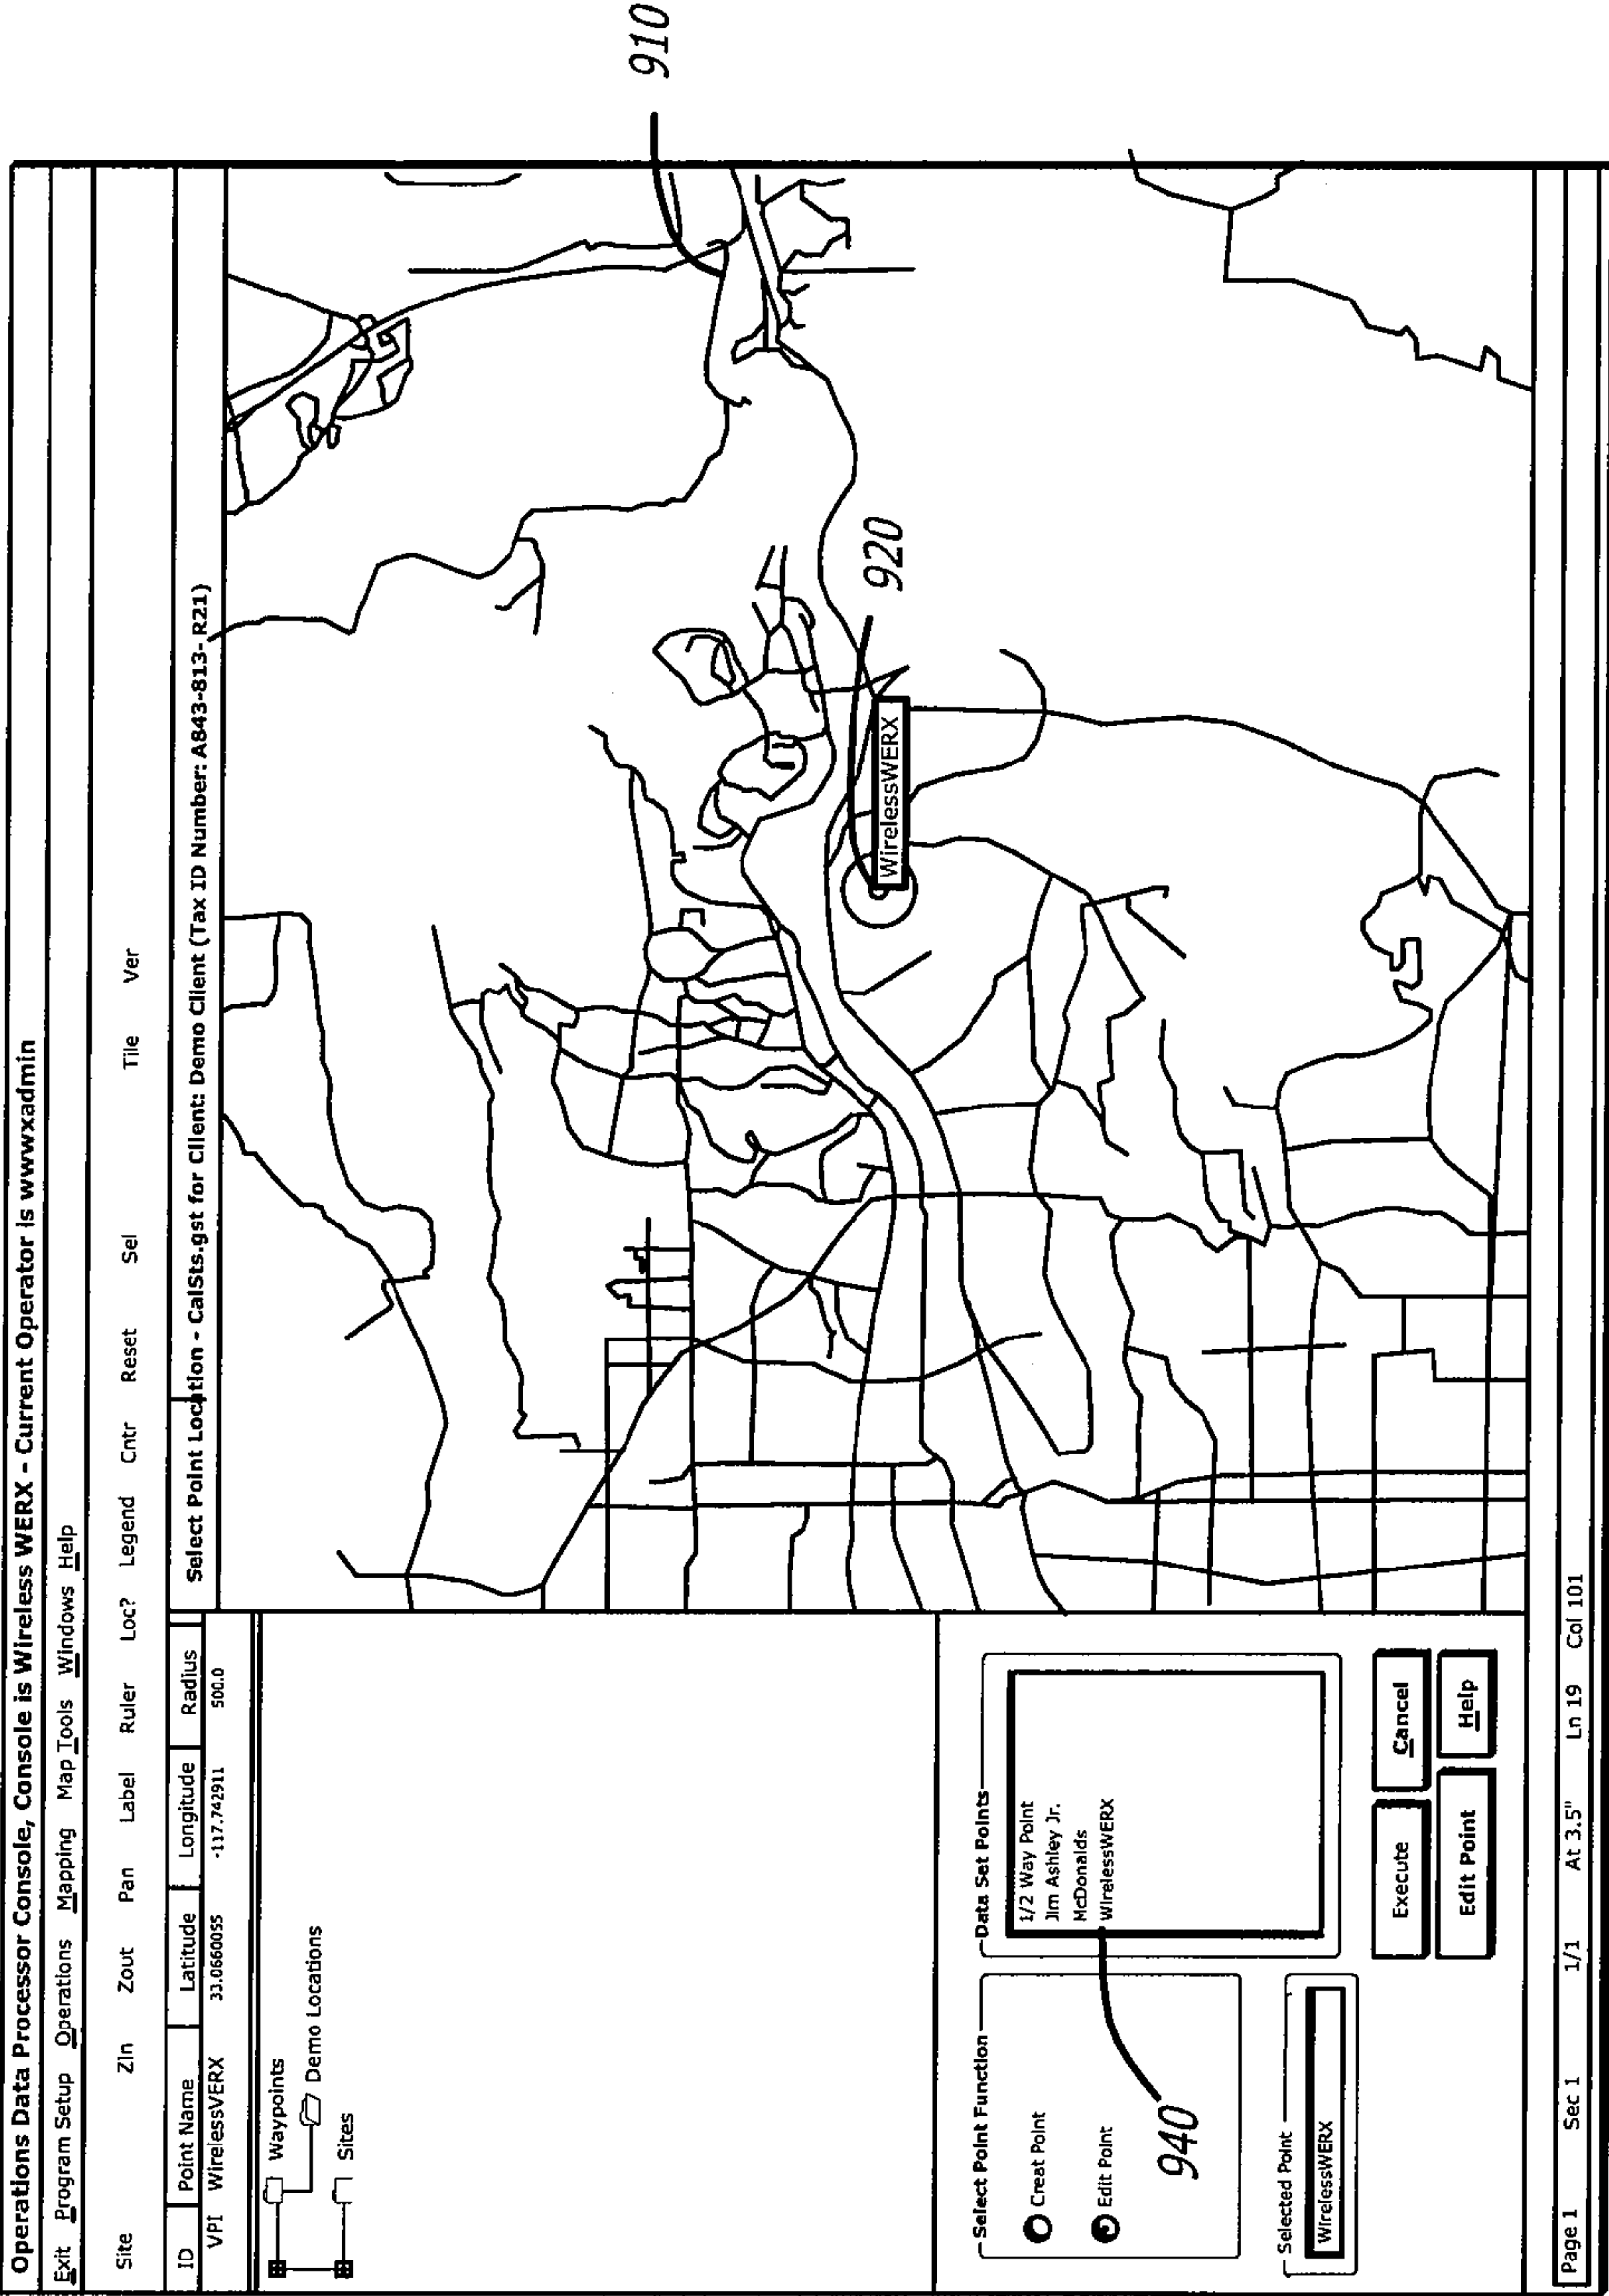 Operations Data Processor Console, Console is Wireless WERX - Current Operator is wwwxadmin
Exit Program Setup Operations Mapping Map Tools Windows Help
Site ZIn Zout Pan Label Ruler Loc? Legend Cntr Reset Sel Tile Ver
ID Point Name Latitude Longitude Radius
VPI WirelessVERX 33.0660055 -117.742911 500.0
Select Point Location - CalSts.gst for Client: Demo Client (Tax ID Number: A843-813- R21)
Waypoints
Demo Locations
Sites
910
920
WirelessWERX
Select Point Function
Creat Point
Edit Point
940
Data Set Points
1/2 Way Point
Jim Ashley Jr.
McDonalds
WirelessWERX
Selected Point
WirelessWERX
Execute
Cancel
Edit Point
Help
Page 1 Sec 1 1/1 At 3.5" Ln 19 Col 101